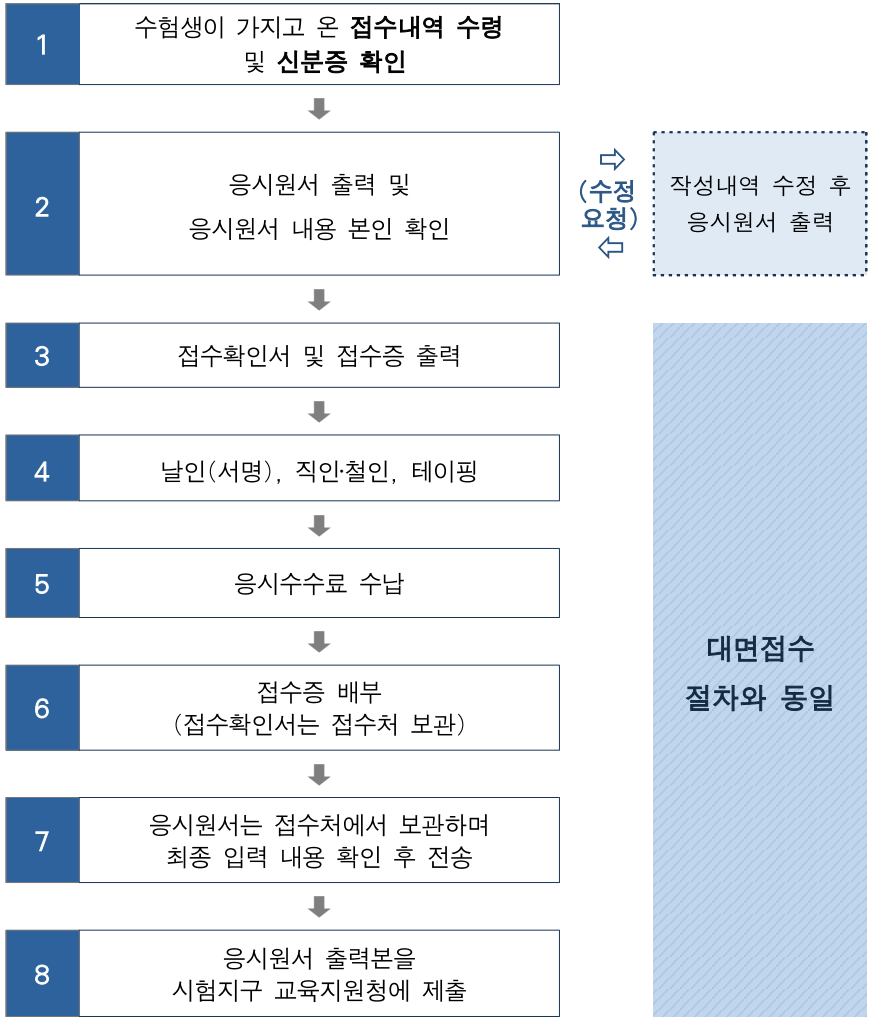 1
수험생이 가지고 온 접수내역 수령
및 신분증 확인
2
응시원서 출력 및
응시원서 내용 본인 확인
(수정
요청)
작성내역 수정 후
응시원서 출력
3
접수확인서 및 접수증 출력
4
날인(서명), 직인·철인, 테이핑
5
응시수수료 수납
6
접수증 배부
(접수확인서는 접수처 보관)
7
응시원서는 접수처에서 보관하며
최종 입력 내용 확인 후 전송
8
응시원서 출력본을
시험지구 교육지원청에 제출
대면접수
절차와 동일